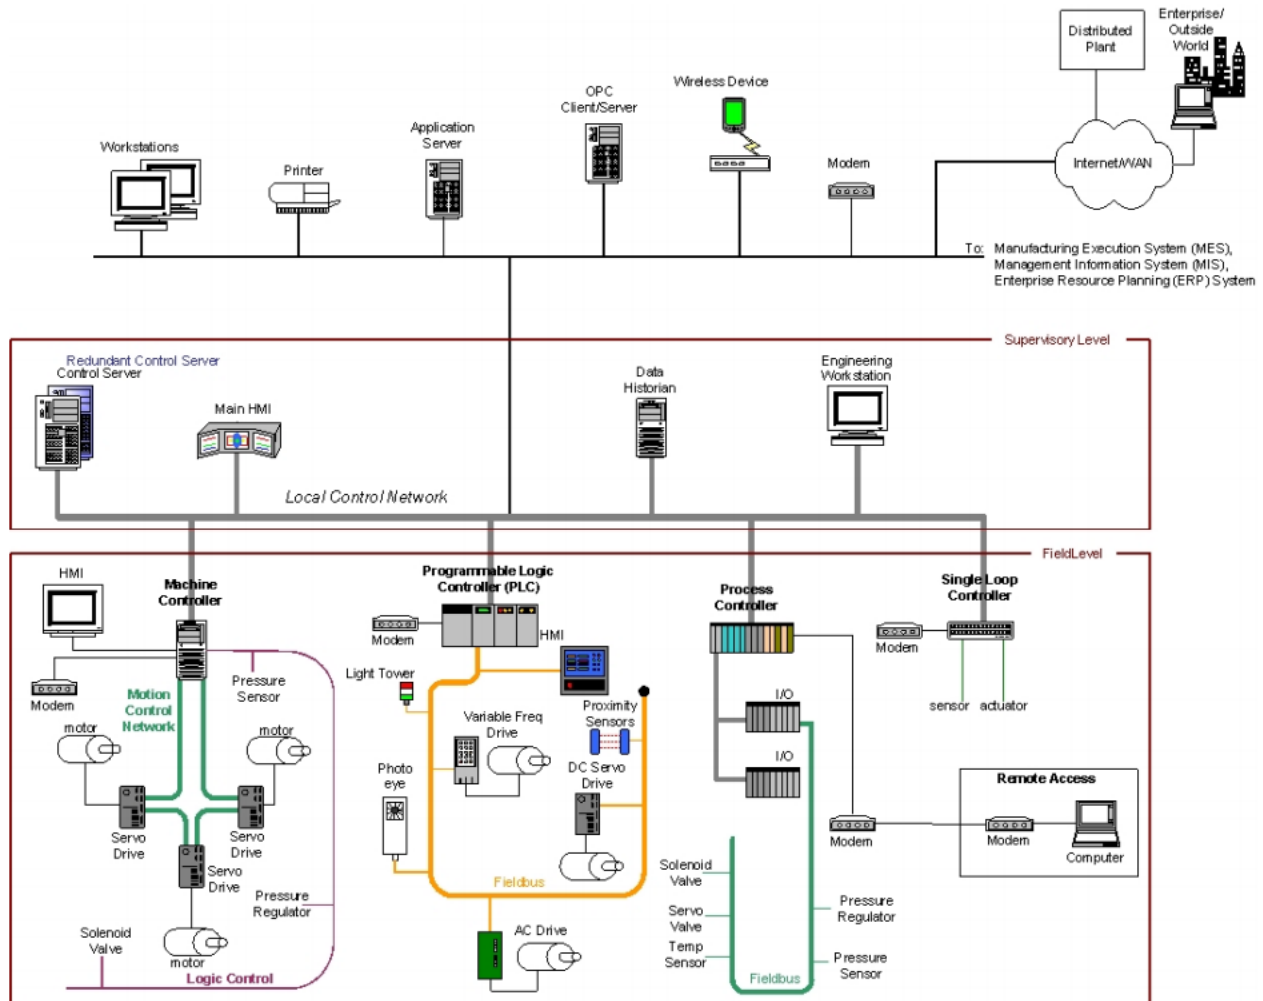 Distributed
Plant
Enterprise/
Outside
World
OPC
Client/Server
Wireless Device
Application
Server
Workstations
Printer
Modem
Internet/WAN
To: Manufacturing Execution System (MES),
Management Information System (MIS),
Enterprise Resource Planning (ERP) System
Supervisory Level
Redundant Control Server
Control Server
Main HMI
Data
Historian
Engineering
Workstation
Local Control Network
FieldLevel
HMI
Machine
Controller
Programmable Logic
Controller (PLC)
Process
Controller
Single Loop
Controller
Modem
HMI
Modem
Light Tower
Pressure
Sensor
Modem
Motion
Control
Network
motor
motor
Variable Freq
Drive
Proximity
Sensors
I/O
sensor
actuator
Photo
eye
DC Servo
Drive
I/O
Remote Access
Servo
Drive
Servo
Drive
Modem
Modem
Computer
Servo
Drive
Fieldbus
Solenoid
Valve
Pressure
Regulator
Servo
Valve
Pressure
Regulator
Solenoid
Valve
AC Drive
Temp
Sensor
motor
Logic Control
Fieldbus
Pressure
Sensor